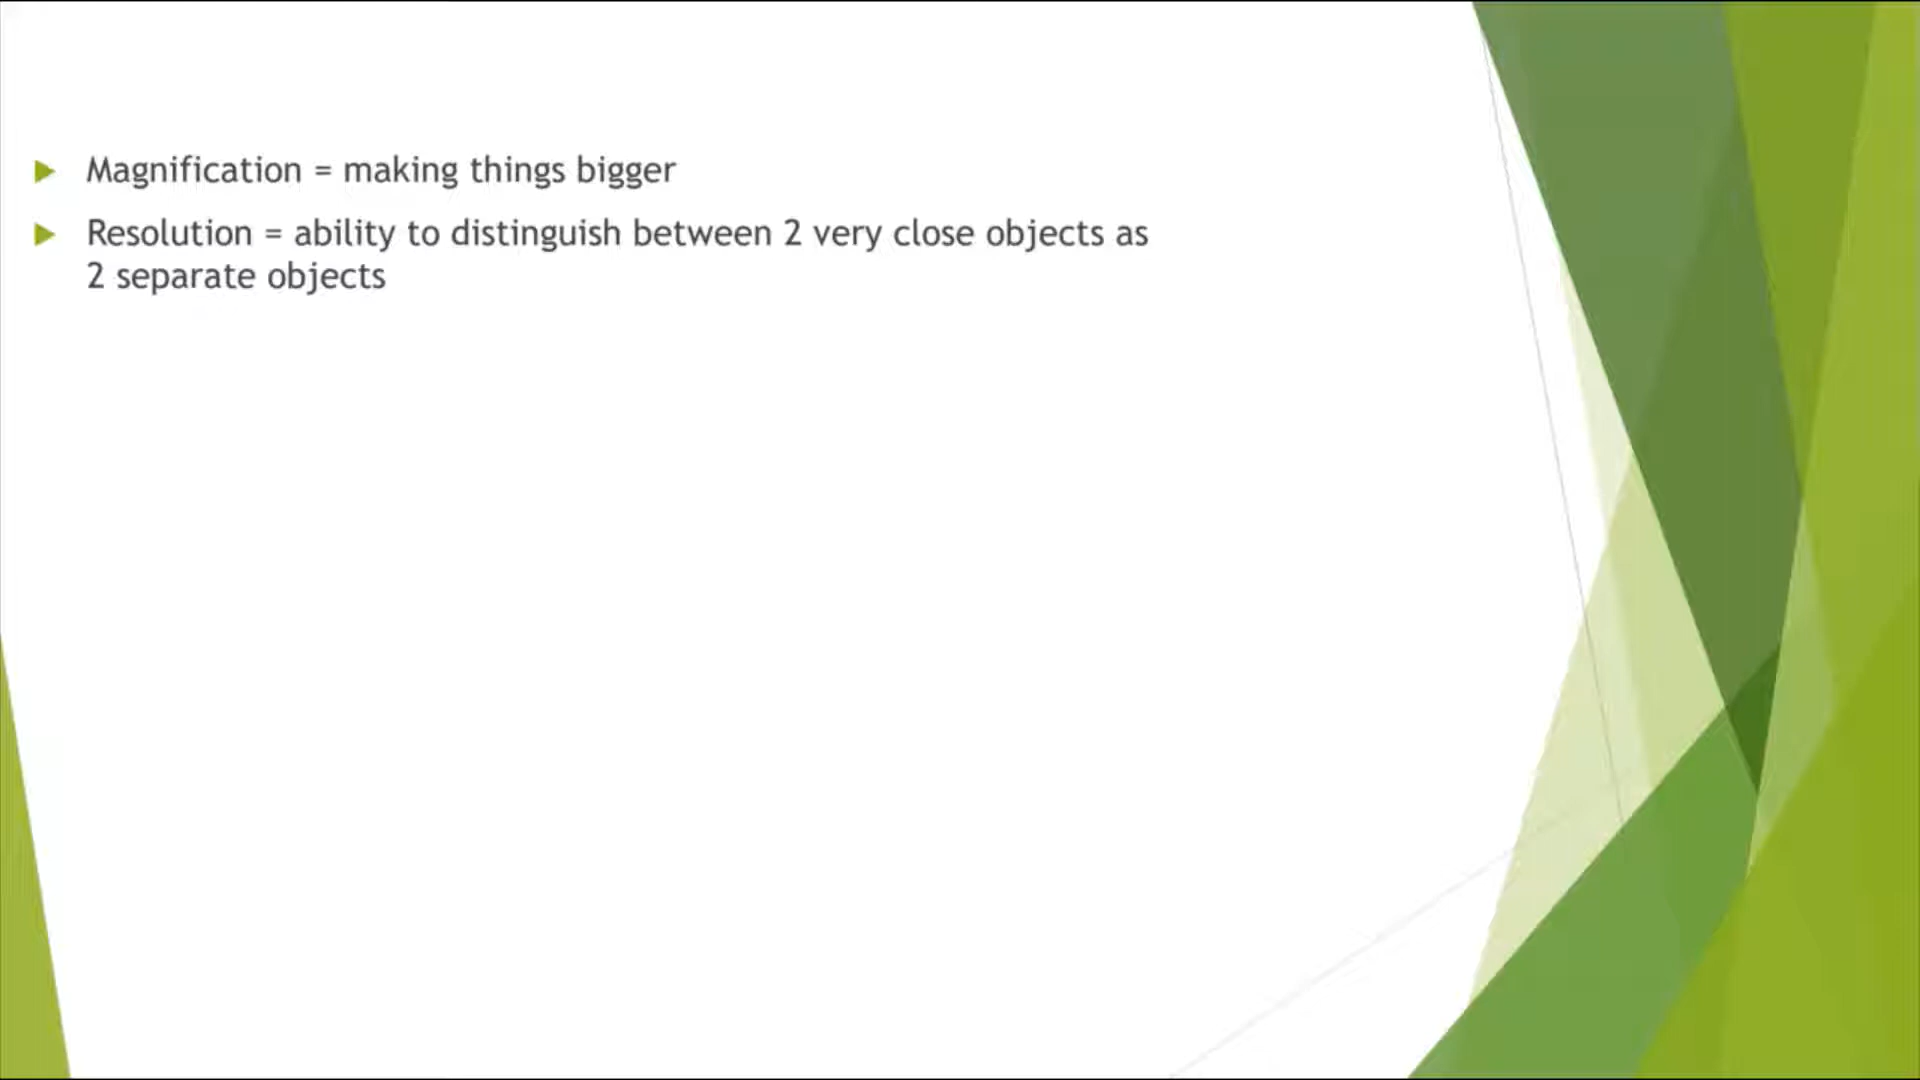 Magnification = making things bigger
Resolution = ability to distinguish between 2 very close objects as
2 separate objects